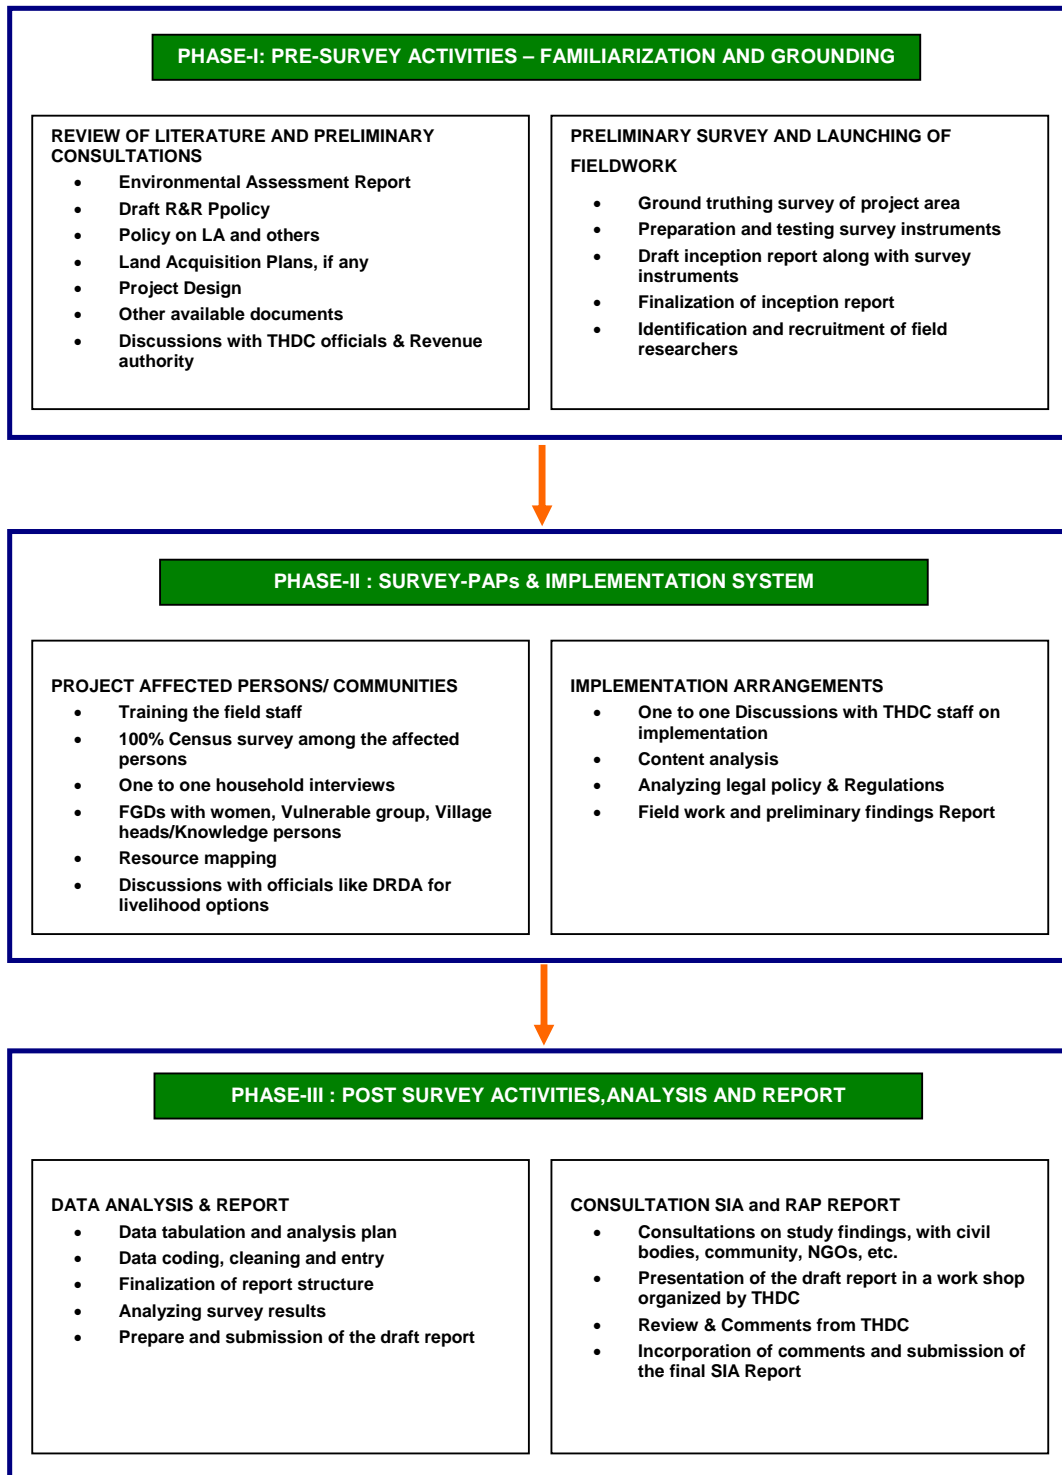 PHASE-I: PRE-SURVEY ACTIVITIES – FAMILIARIZATION AND GROUNDING
REVIEW OF LITERATURE AND PRELIMINARY
CONSULTATIONS
• Environmental Assessment Report
• Draft R&R Ppolicy
• Policy on LA and others
• Land Acquisition Plans, if any
• Project Design
• Other available documents
• Discussions with THDC officials & Revenue
authority
PRELIMINARY SURVEY AND LAUNCHING OF
FIELDWORK
• Ground truthing survey of project area
• Preparation and testing survey instruments
• Draft inception report along with survey
instruments
• Finalization of inception report
• Identification and recruitment of field
researchers
PHASE-II : SURVEY-PAPs & IMPLEMENTATION SYSTEM
PROJECT AFFECTED PERSONS/ COMMUNITIES
• Training the field staff
• 100% Census survey among the affected
persons
• One to one household interviews
• FGDs with women, Vulnerable group, Village
heads/Knowledge persons
• Resource mapping
• Discussions with officials like DRDA for
livelihood options
IMPLEMENTATION ARRANGEMENTS
• One to one Discussions with THDC staff on
implementation
• Content analysis
• Analyzing legal policy & Regulations
• Field work and preliminary findings Report
PHASE-III : POST SURVEY ACTIVITIES,ANALYSIS AND REPORT
DATA ANALYSIS & REPORT
• Data tabulation and analysis plan
• Data coding, cleaning and entry
• Finalization of report structure
• Analyzing survey results
• Prepare and submission of the draft report
CONSULTATION SIA and RAP REPORT
• Consultations on study findings, with civil
bodies, community, NGOs, etc.
• Presentation of the draft report in a work shop
organized by THDC
• Review & Comments from THDC
• Incorporation of comments and submission of
the final SIA Report